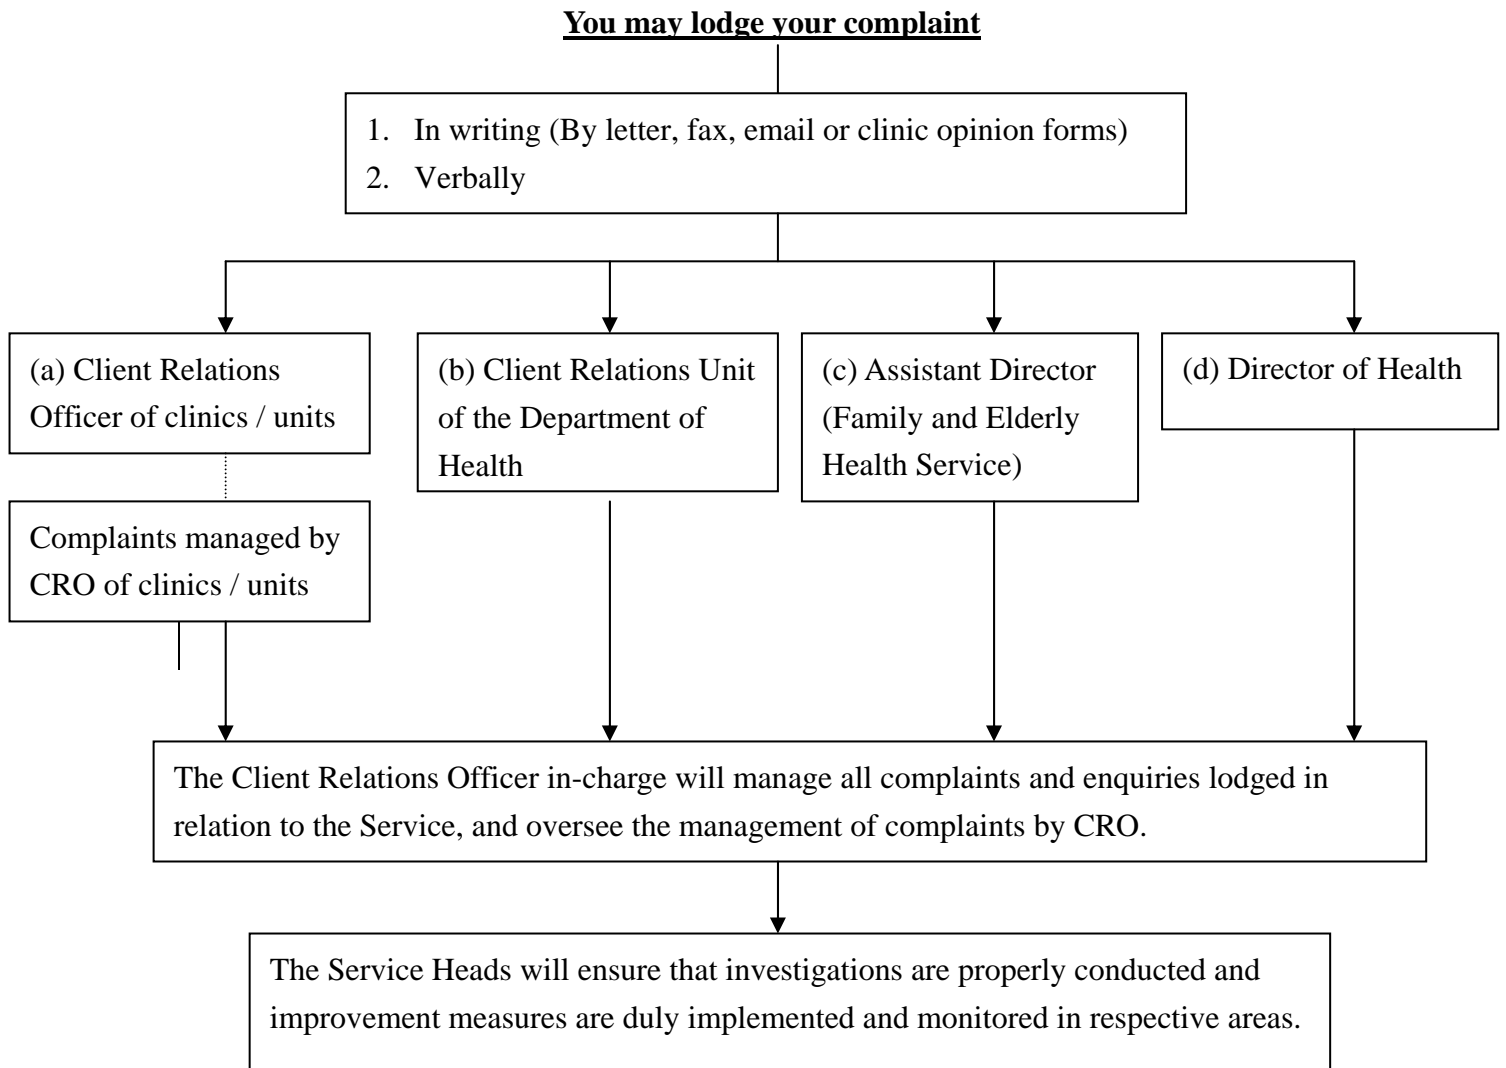 You may lodge your complaint
1. In writing (By letter, fax, email or clinic opinion forms)
2. Verbally
(a) Client Relations
Officer of clinics / units
(b) Client Relations Unit
of the Department of
Health
(c) Assistant Director
(Family and Elderly
Health Service)
(d) Director of Health
Complaints managed by
CRO of clinics / units
The Client Relations Officer in-charge will manage all complaints and enquiries lodged in
relation to the Service, and oversee the management of complaints by CRO.
The Service Heads will ensure that investigations are properly conducted and
improvement measures are duly implemented and monitored in respective areas.